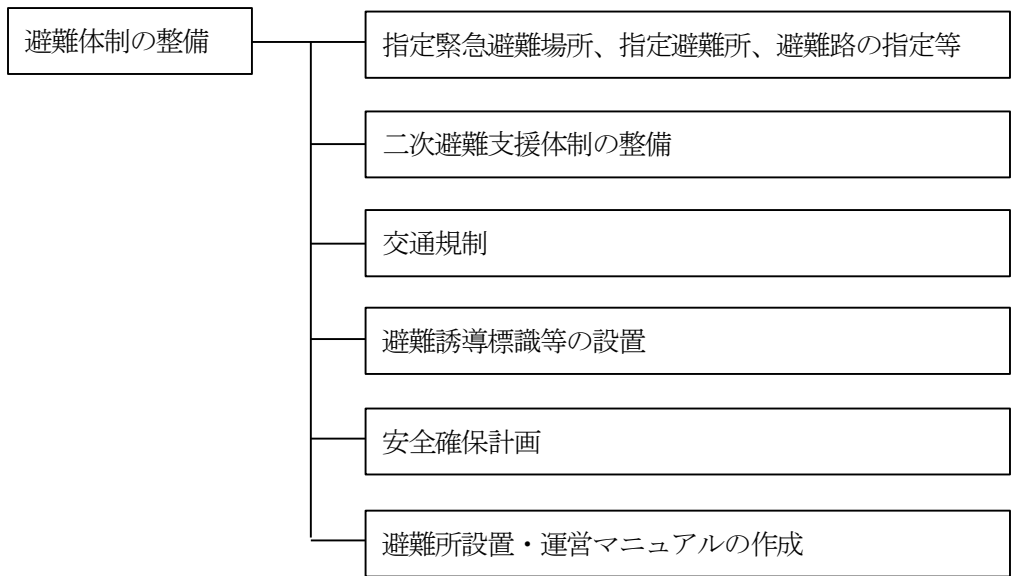 避難体制の整備
指定緊急避難場所、指定避難所、避難路の指定等
二次避難支援体制の整備
交通規制
避難誘導標識等の設置
安全確保計画
避難所設置・運営マニュアルの作成